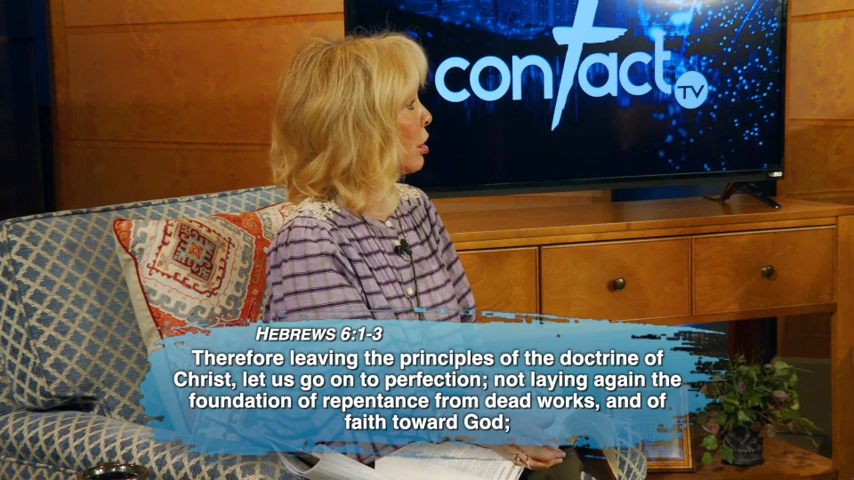 contact
TV
HEBREWS 6:1-3
Therefore leaving the principles of the doctrine of
Christ, let us go on to perfection; not laying again the
foundation of repentance from dead works, and of
faith toward God;